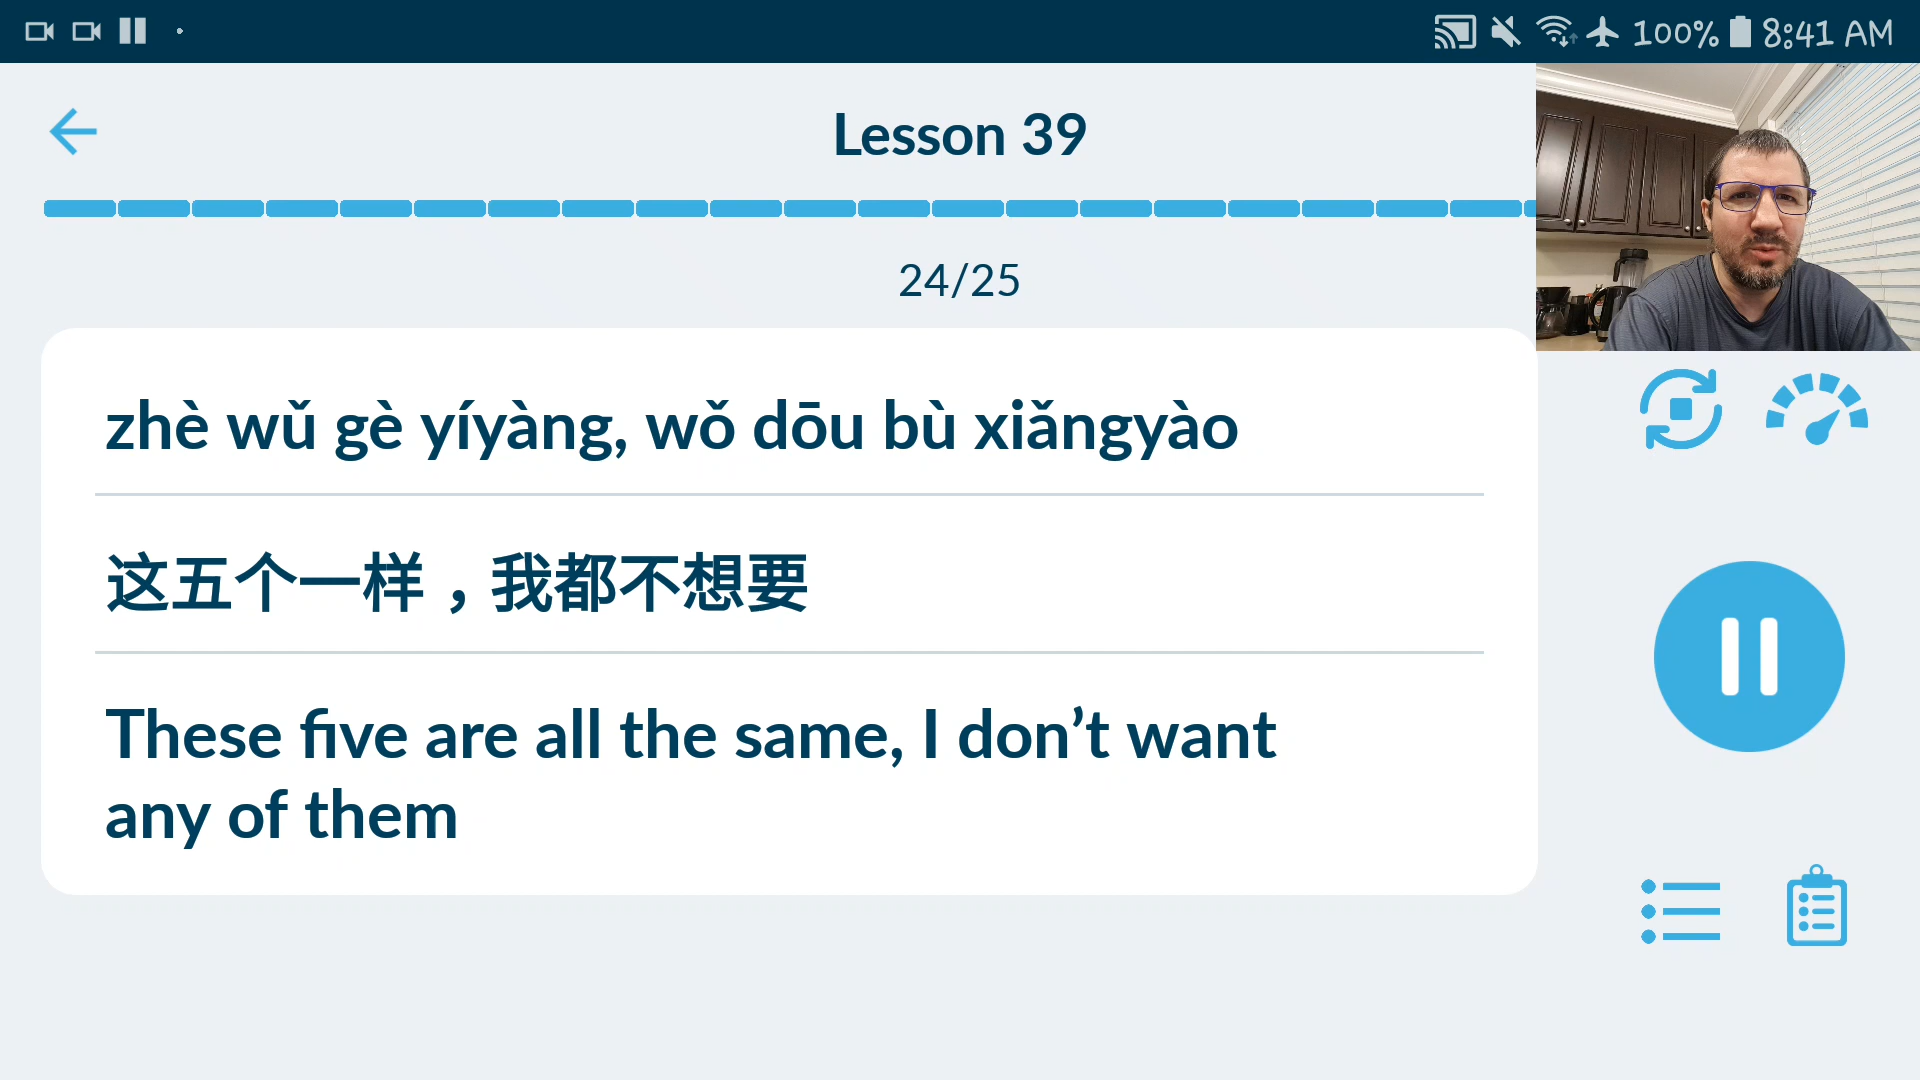 100% 8:41 AM
Lesson 39
24/25
zhè wǔ gè yíyàng, wǒ dōu bù xiǎngyào
这五个一样，我都不想要
These five are all the same, I don’t want
any of them